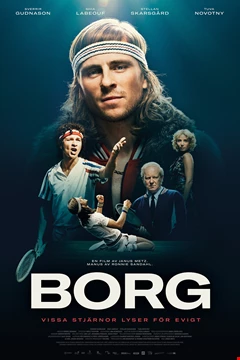 SVERRIR GUDNASON
SHIA LABEOUF
STELLAN SKARSGÅRD
TUVA NOVOTNY
EN FILM AV JANUS METZ
MANUS AV RONNIE SANDAHL
BORG
VISSA STJÄRNOR LYSER FÖR EVIGT